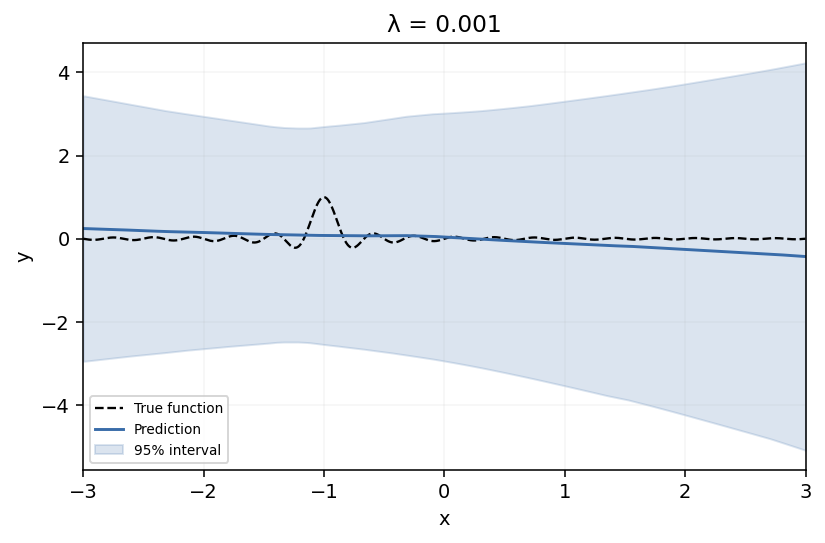 λ = 0.001
4
2
0
−2
−4
y
True function
Prediction
95% interval
−3
−2
−1
0
1
2
3
x